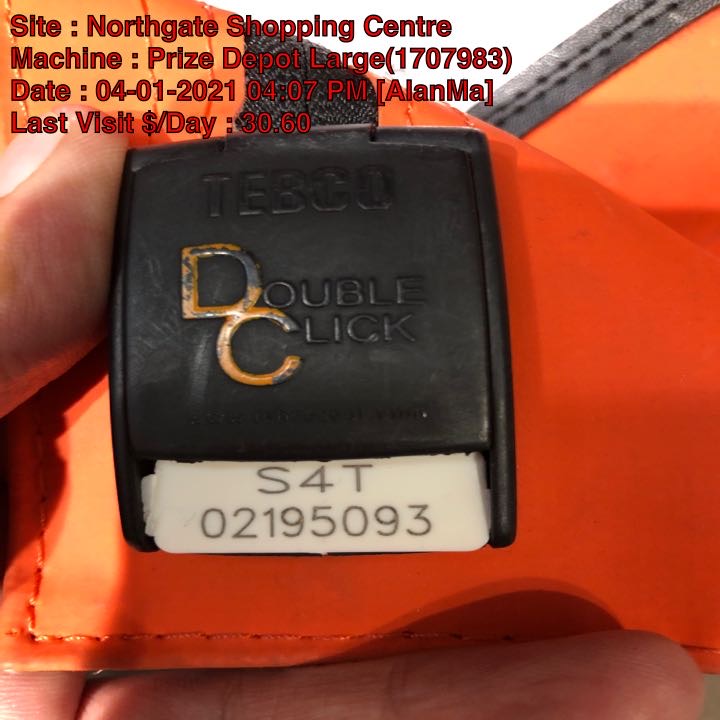 Site : Northgate Shopping Centre
Machine : Prize Depot Large(1707983)
Date : 04-01-2021 04:07 PM [AlanMa]
Last Visit $/Day : 30.60
TEBCO
DOUBLE
CLICK
S4T
02195093